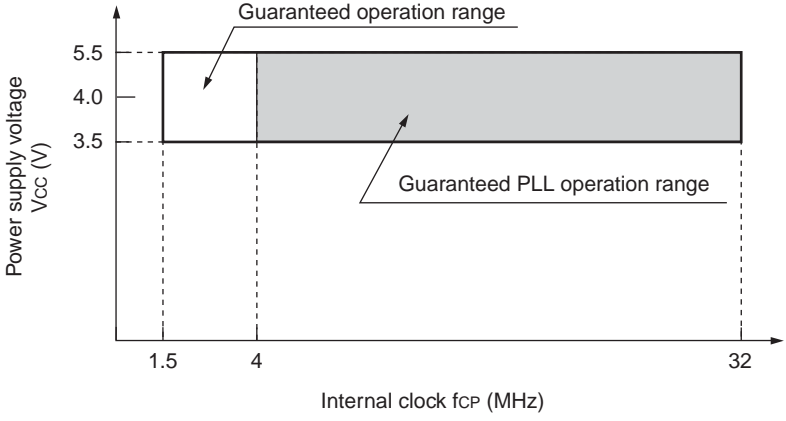 Guaranteed operation range
5.5
4.0
3.5
Power supply voltage
VCC (V)
Guaranteed PLL operation range
1.5
4
32
Internal clock fCP (MHz)